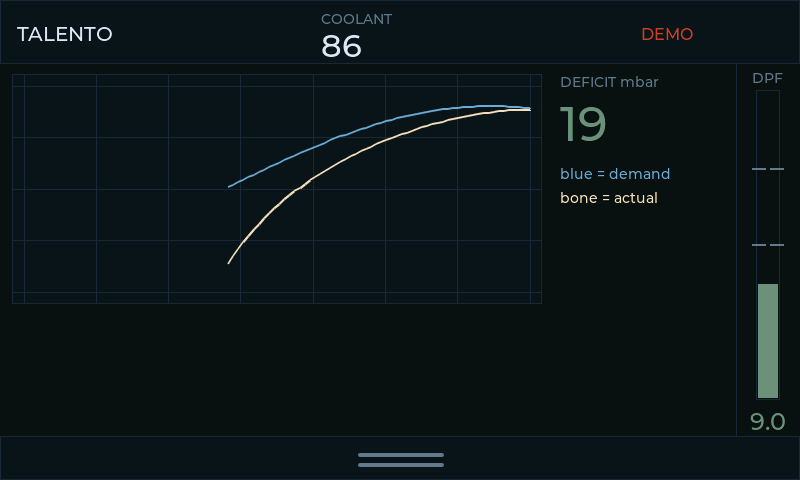 TALENTO
COOLANT
86
DEMO
DEFICIT mbar
19
blue = demand
bone = actual
DPF
9.0